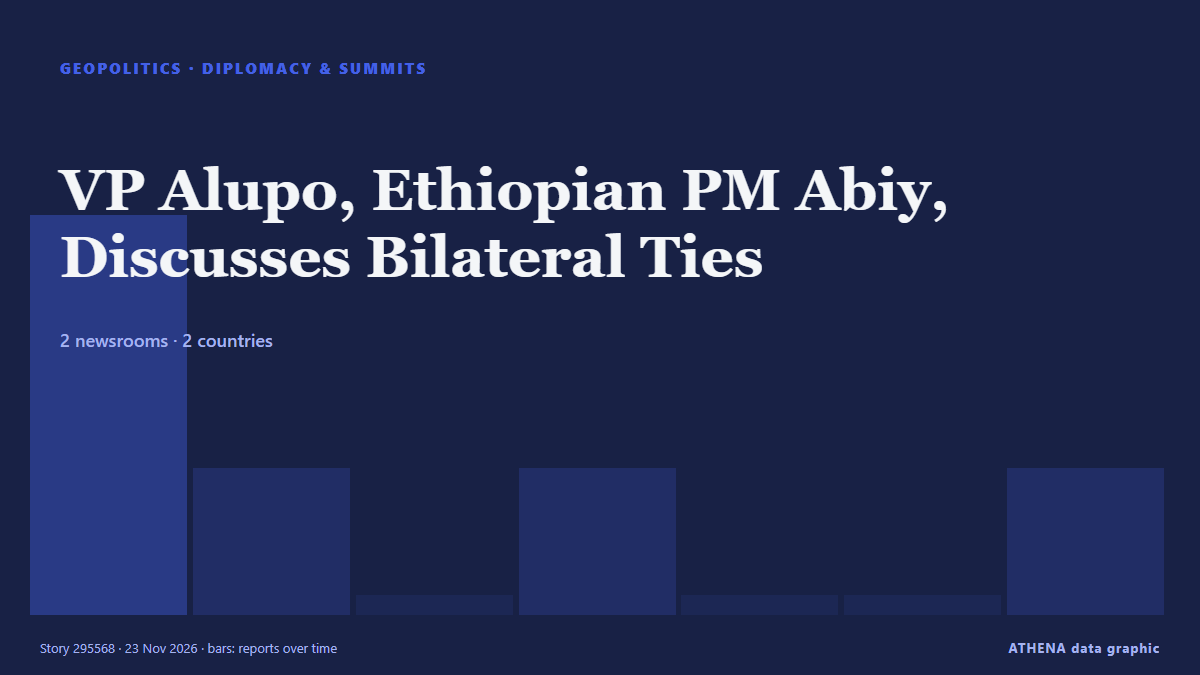 GEOPOLITICS · DIPLOMACY & SUMMITS
VP Alupo, Ethiopian PM Abiy,
Discusses Bilateral Ties
2 newsrooms · 2 countries
Story 295568 · 23 Nov 2026 · bars: reports over time
ATHENA data graphic